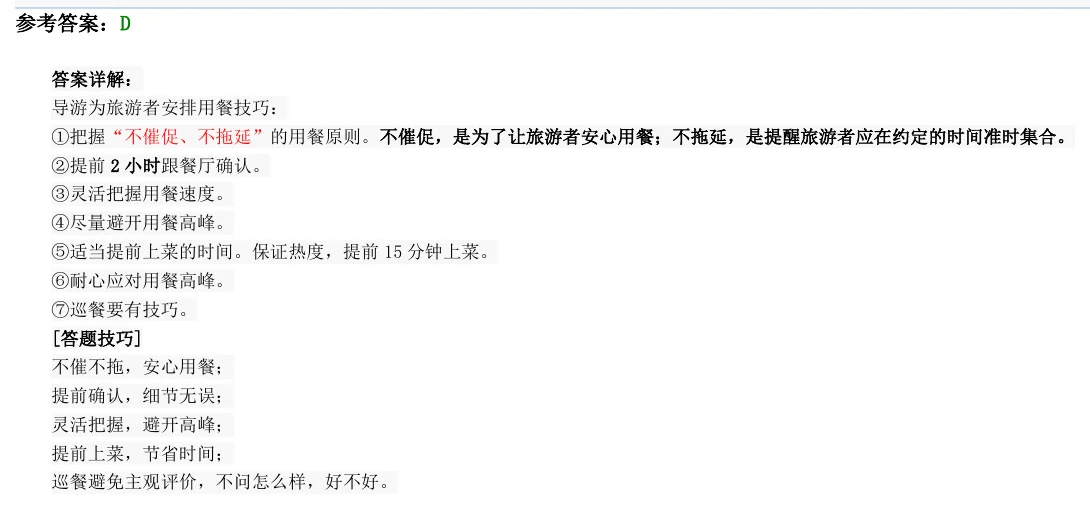 参考答案：D
答案详解：
导游为旅游者安排用餐技巧：
①把握“不催促、不拖延”的用餐原则。不催促，是为了让旅游者安心用餐；不拖延，是提醒旅游者应在约定的时间准时集合。
②提前 2 小时跟餐厅确认。
③灵活把握用餐速度。
④尽量避开用餐高峰。
⑤适当提前上菜的时间。保证热度，提前 15 分钟上菜。
⑥耐心应对用餐高峰。
⑦巡餐要有技巧。
[答题技巧]
不催不拖，安心用餐；
提前确认，细节无误；
灵活把握，避开高峰；
提前上菜，节省时间；
巡餐避免主观评价，不问怎么样，好不好。